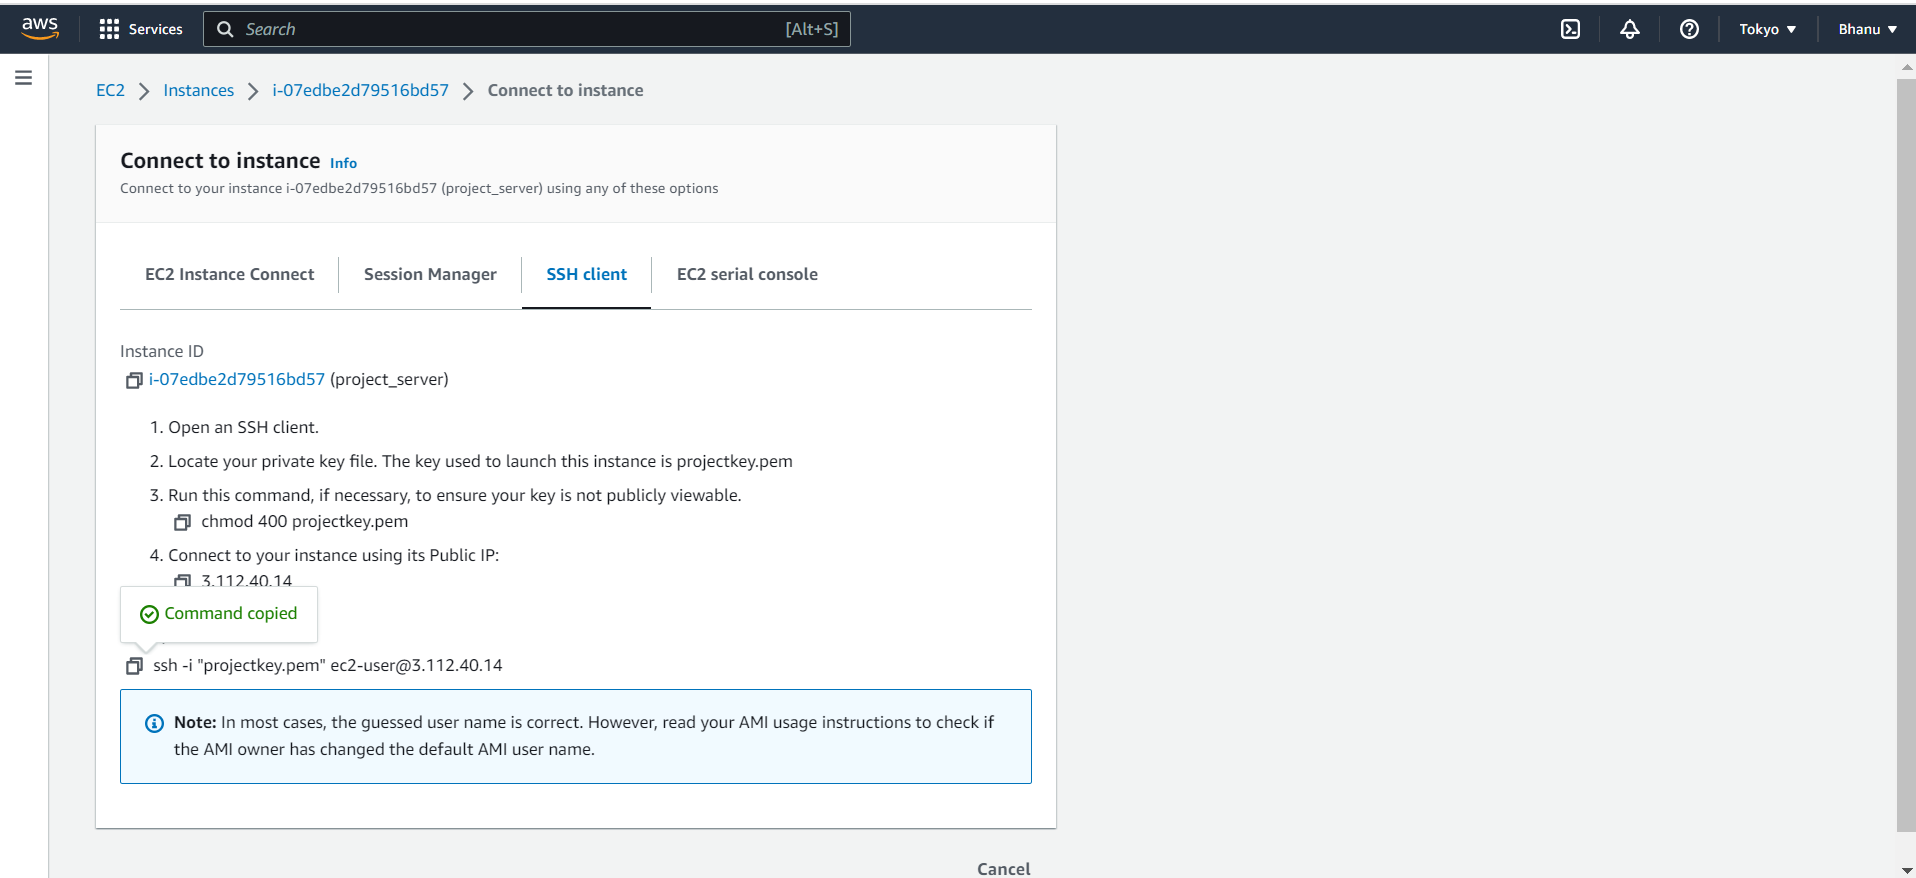 aws
Services
Search [Alt+S]
Tokyo
Bhanu
EC2 Instances i-07edbe2d79516bd57 Connect to instance
Connect to instance Info
Connect to your instance i-07edbe2d79516bd57 (project_server) using any of these options
EC2 Instance Connect
Session Manager
SSH client
EC2 serial console
Instance ID
i-07edbe2d79516bd57 (project_server)
1. Open an SSH client.
2. Locate your private key file. The key used to launch this instance is projectkey.pem
3. Run this command, if necessary, to ensure your key is not publicly viewable.
chmod 400 projectkey.pem
4. Connect to your instance using its Public IP:
3.112.40.14
Command copied
ssh -i "projectkey.pem" ec2-user@3.112.40.14
Note: In most cases, the guessed user name is correct. However, read your AMI usage instructions to check if
the AMI owner has changed the default AMI user name.
Cancel